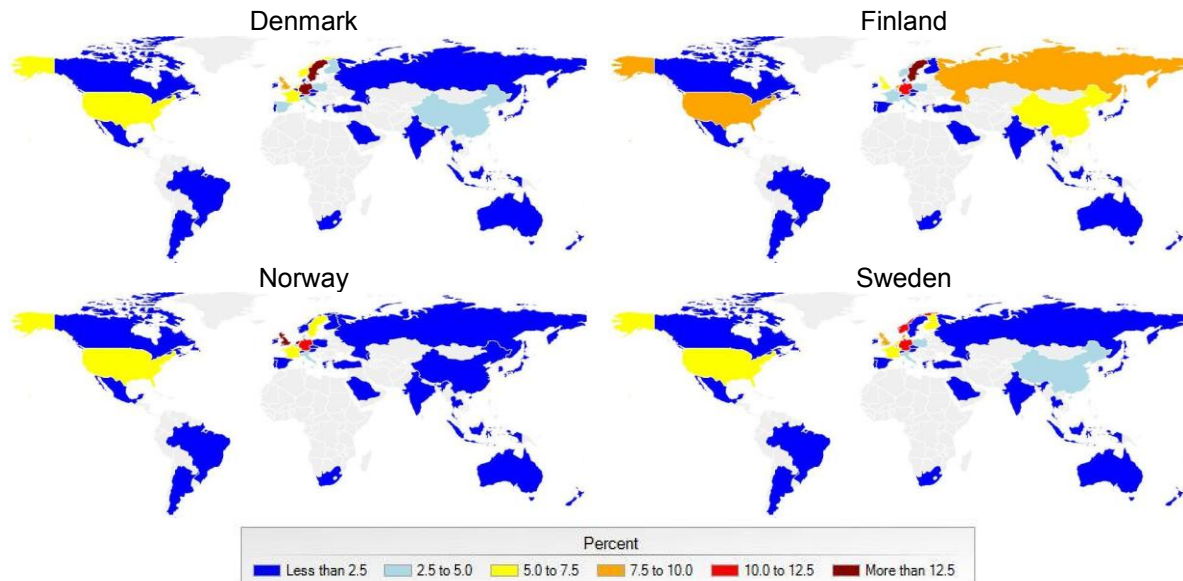 Denmark
Finland
Norway
Sweden
Percent
Less than 2.5 2.5 to 5.0 5.0 to 7.5 7.5 to 10.0 10.0 to 12.5 More than 12.5